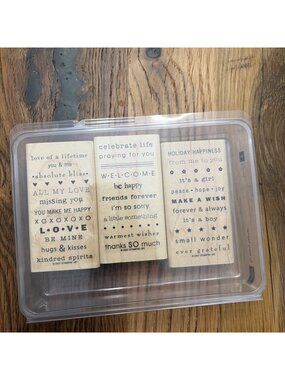 love of a lifetime
you & me
absolute bliss
ALL MY LOVE
missing you
YOU MAKE ME HAPPY
XOXOXOXO
L•O•V•E
BE MINE
hugs & kisses
kindred spirits
celebrate life
praying for you
W•E•L•C•O•M•E
be happy
friends forever
i'm so sorry
a little something
warmest wishes
thanks SO much
HOLIDAY HAPPINESS
from me to you
it's a girl
peace • hope • joy
MAKE A WISH
forever & always
it's a boy
small wonder
ever grateful